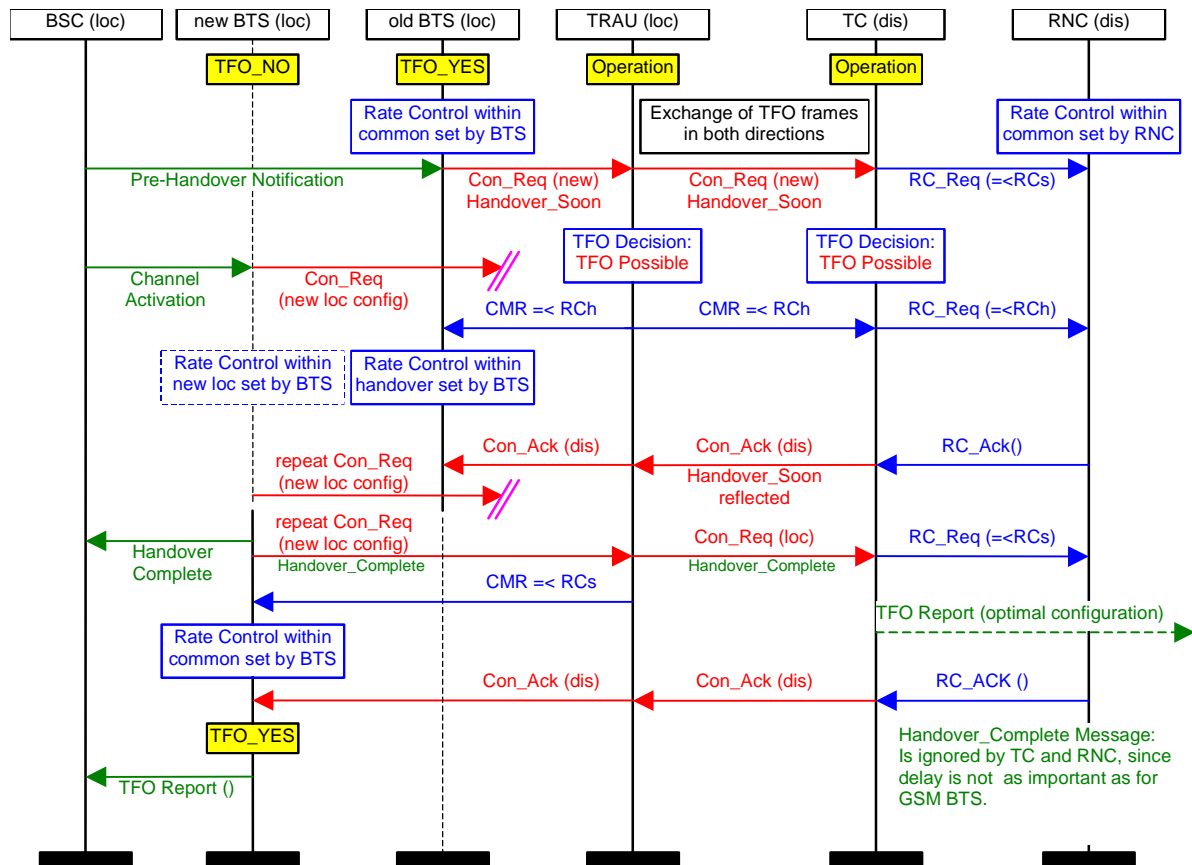 BSC (loc)
new BTS (loc)
old BTS (loc)
TRAU (loc)
TC (dis)
RNC (dis)
TFO_NO
TFO_YES
Operation
Operation
Rate Control within
common set by BTS
Exchange of TFO frames
in both directions
Rate Control within
common set by RNC
Pre-Handover Notification
Con_Req (new)
Handover_Soon
Con_Req (new)
Handover_Soon
RC_Req (=<RCs)
TFO Decision:
TFO Possible
TFO Decision:
TFO Possible
Channel
Activation
Con_Req
(new loc config)
CMR =< RCh
CMR =< RCh
RC_Req (=<RCh)
Rate Control within
new loc set by BTS
Rate Control within
handover set by BTS
Con_Ack (dis)
Con_Ack (dis)
RC_Ack()
Handover_Soon
reflected
repeat Con_Req
(new loc config)
repeat Con_Req
(new loc config)
Handover_Complete
Handover
Complete
Con_Req (loc)
Handover_Complete
RC_Req (=<RCs)
CMR =< RCs
TFO Report (optimal configuration)
Rate Control within
common set by BTS
Con_Ack (dis)
Con_Ack (dis)
RC_ACK ()
TFO_YES
Handover_Complete Message:
Is ignored by TC and RNC, since
delay is not  as important as for
GSM BTS.
TFO Report ()